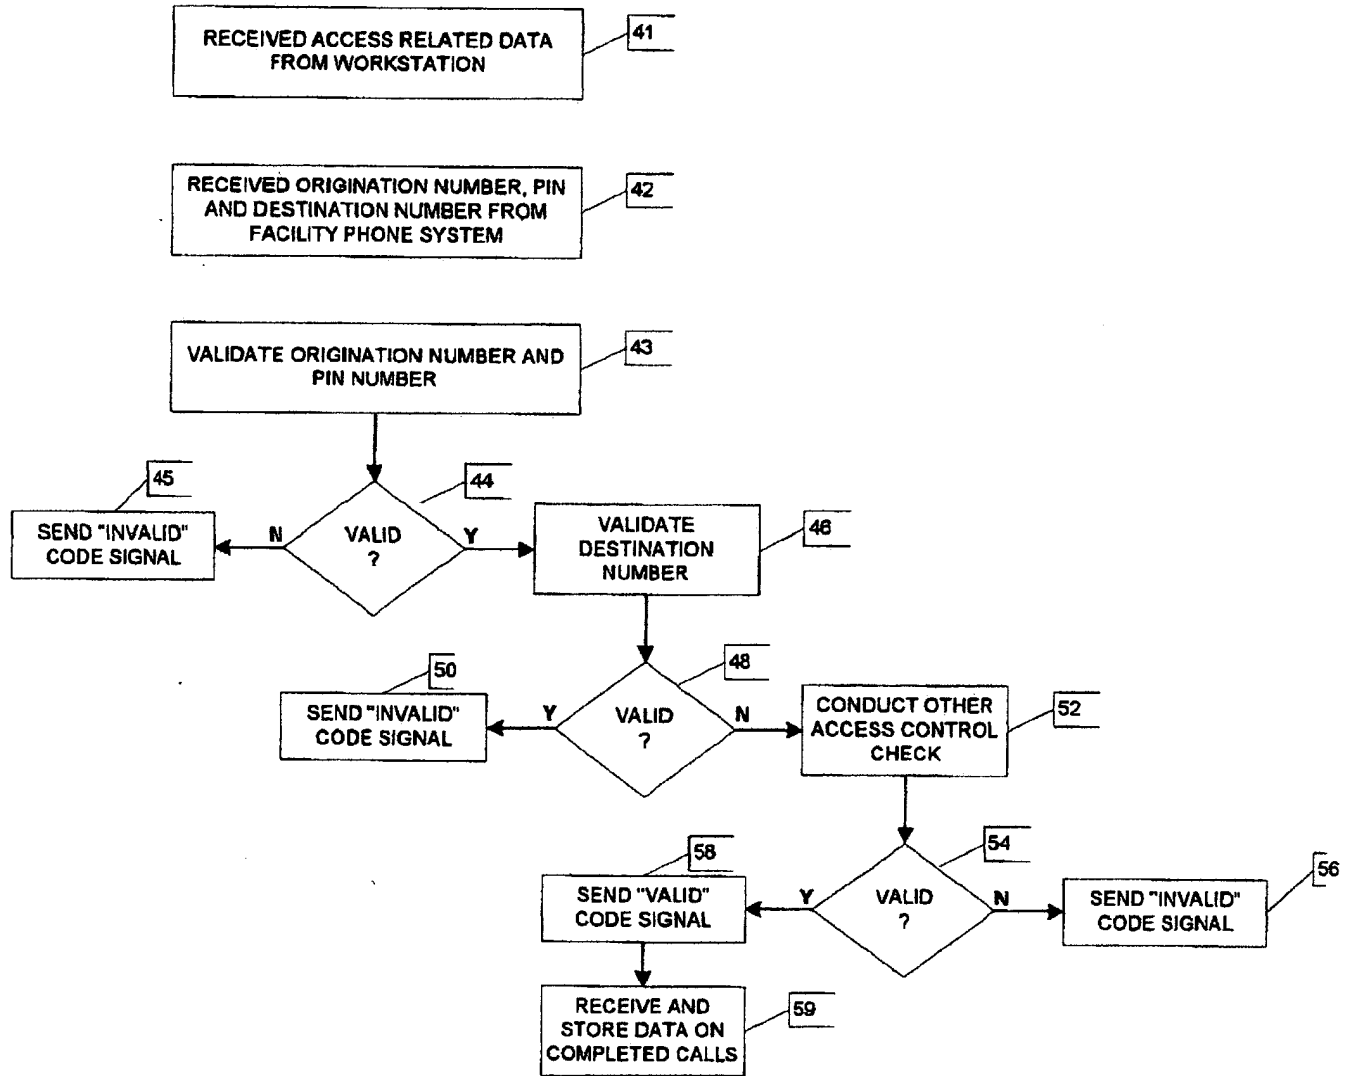 RECEIVED ACCESS RELATED DATA
FROM WORKSTATION
41
RECEIVED ORIGINATION NUMBER, PIN
AND DESTINATION NUMBER FROM
FACILITY PHONE SYSTEM
42
VALIDATE ORIGINATION NUMBER AND
PIN NUMBER
43
45
44
SEND "INVALID"
CODE SIGNAL
N
VALID
?
Y
VALIDATE
DESTINATION
NUMBER
46
50
48
SEND "INVALID"
CODE SIGNAL
Y
VALID
?
N
CONDUCT OTHER
ACCESS CONTROL
CHECK
52
58
54
56
SEND "VALID"
CODE SIGNAL
Y
VALID
?
N
SEND "INVALID"
CODE SIGNAL
RECEIVE AND
STORE DATA ON
COMPLETED CALLS
59